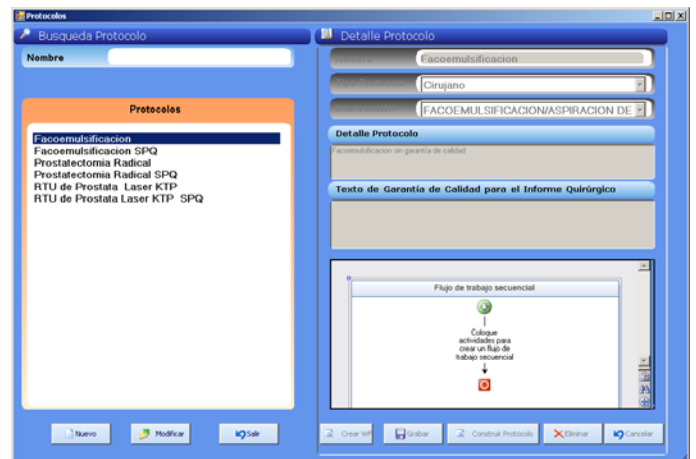 Protocolos
Busqueda Protocolo
Nombre
Protocolos
Facoemulsificacion
Facoemulsificacion SPQ
Prostatectomia Radical
Prostatectomia Radical SPQ
RTU de Prostata Laser KTP
RTU de Prostata Laser KTP SPQ
Nuevo
Modificar
Salir
Detalle Protocolo
Facoemulsificacion
Cirujano
FACOEMULSIFICACION/ASPIRACION DE
Detalle Protocolo
Facoemulsificacion sin garantía de calidad
Texto de Garantía de Calidad para el Informe Quirúrgico
Flujo de trabajo secuencial
Coloque
actividades para
crear un flujo de
trabajo secuencial
Crear WF
Grabar
Construir Protocolo
Eliminar
Cancelar